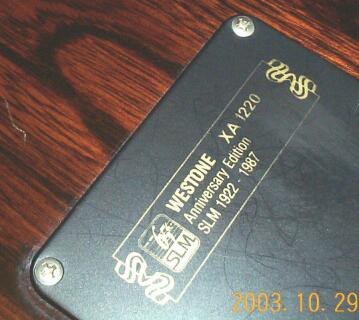 WESTONE XA 1220
Anniversary Edition
SLM 1922 - 1987
SLM
2003.10.29